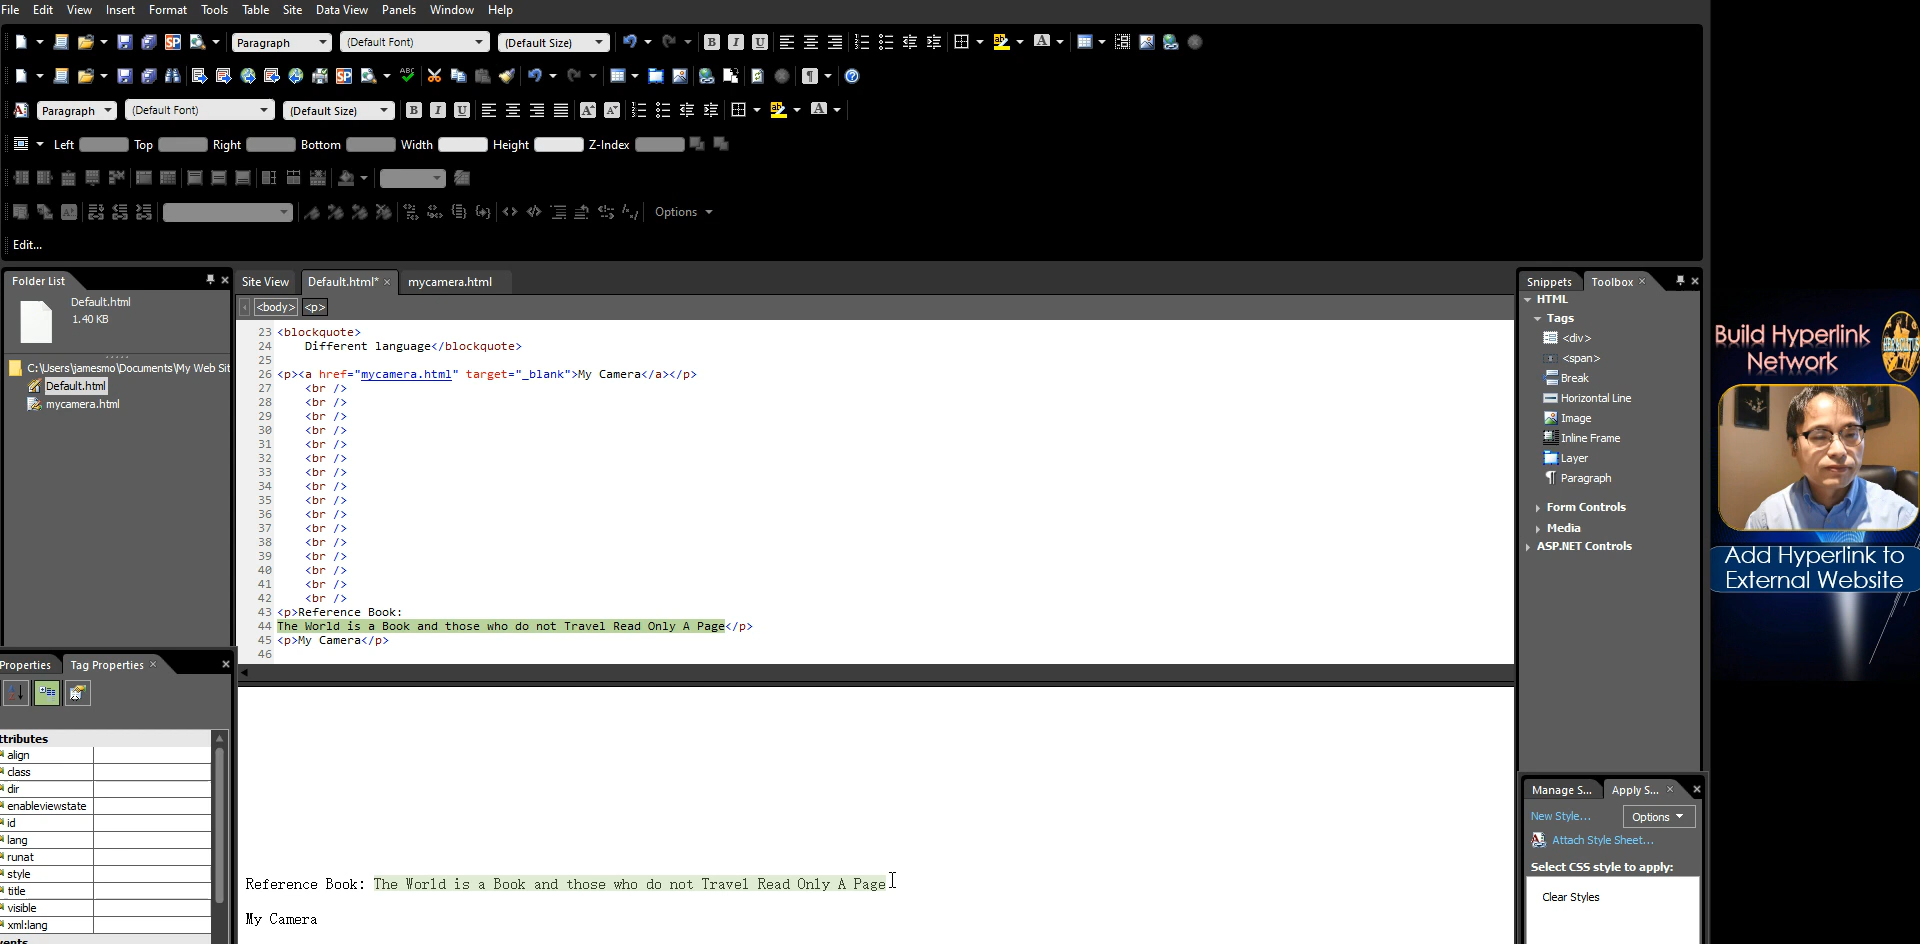 File Edit View Insert Format Tools Table Site Data View Panels Window Help
Paragraph (Default Font) (Default Size)
Paragraph (Default Font) (Default Size)
Left Top Right Bottom Width Height Z-Index
Options
Edit...
Folder List
Default.html
1.40 KB
C:\Users\jamesmo\Documents\My Web Sit
Default.html
mycamera.html
Site View Default.html* mycamera.html
<body> <p>
23 <blockquote>
24 Different language</blockquote>
25
26 <p><a href="mycamera.html" target="_blank">My Camera</a></p>
27 <br />
28 <br />
29 <br />
30 <br />
31 <br />
32 <br />
33 <br />
34 <br />
35 <br />
36 <br />
37 <br />
38 <br />
39 <br />
40 <br />
41 <br />
42 <br />
43 <p>Reference Book:
44 The World is a Book and those who do not Travel Read Only A Page</p>
45 <p>My Camera</p>
46
Reference Book: The World is a Book and those who do not Travel Read Only A Page
My Camera
Properties Tag Properties
ttributes
align
class
dir
enableviewstate
id
lang
runat
style
title
visible
xml:lang
vents
Snippets Toolbox
HTML
Tags
<div>
<span>
Break
Horizontal Line
Image
Inline Frame
Layer
Paragraph
Form Controls
Media
ASP.NET Controls
Manage S... Apply S...
New Style... Options
Attach Style Sheet...
Select CSS style to apply:
Clear Styles
Build Hyperlink
Network
HERACLITUS
Add Hyperlink to
External Website